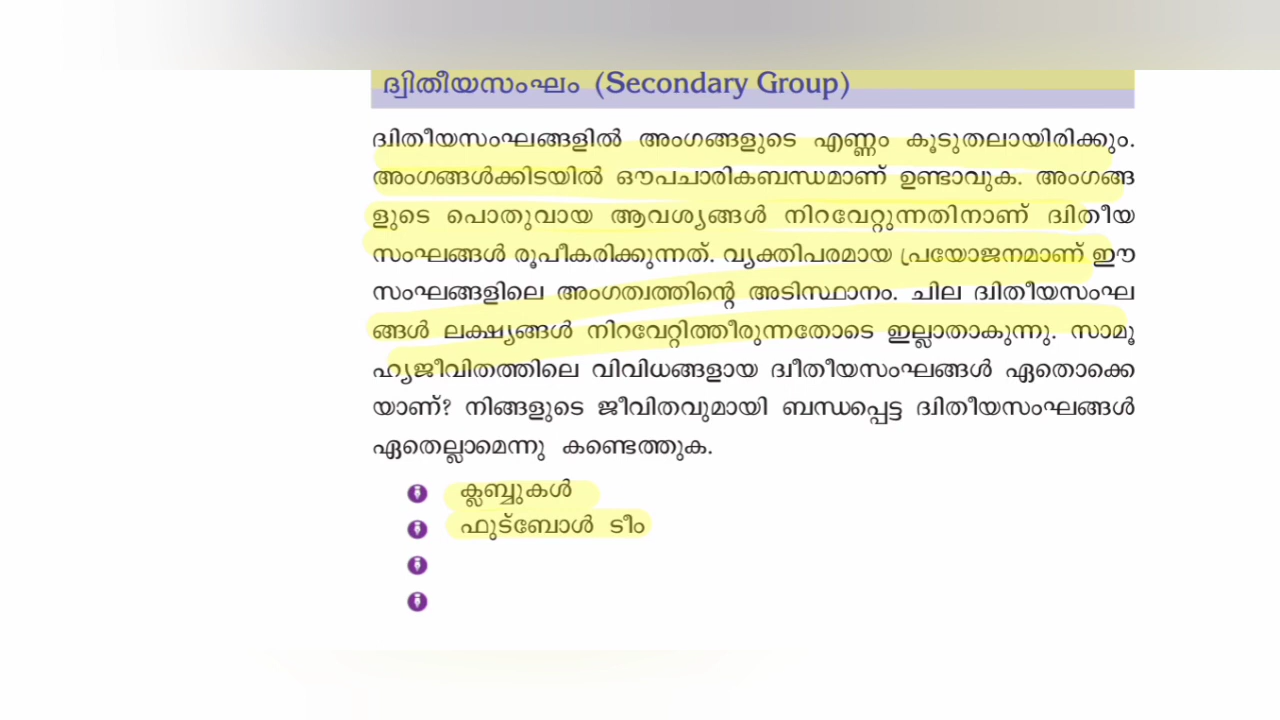 ദ്വിതീയസംഘം (Secondary Group)
ദ്വിതീയസംഘങ്ങളിൽ അംഗങ്ങളുടെ എണ്ണം കൂടുതലായിരിക്കും.
അംഗങ്ങൾക്കിടയിൽ ഔപചാരികബന്ധമാണ് ഉണ്ടാവുക. അംഗങ്ങ
ളുടെ പൊതുവായ ആവശ്യങ്ങൾ നിറവേറ്റുന്നതിനാണ് ദ്വിതീയ
സംഘങ്ങൾ രൂപീകരിക്കുന്നത്. വ്യക്തിപരമായ പ്രയോജനമാണ് ഈ
സംഘങ്ങളിലെ അംഗത്വത്തിന്റെ അടിസ്ഥാനം. ചില ദ്വിതീയസംഘ
ങ്ങൾ ലക്ഷ്യങ്ങൾ നിറവേറ്റിത്തീരുന്നതോടെ ഇല്ലാതാകുന്നു. സാമൂ
ഹ്യജീവിതത്തിലെ വിവിധങ്ങളായ ദ്വീതീയസംഘങ്ങൾ ഏതൊക്കെ
യാണ്? നിങ്ങളുടെ ജീവിതവുമായി ബന്ധപ്പെട്ട ദ്വിതീയസംഘങ്ങൾ
ഏതെല്ലാമെന്നു കണ്ടെത്തുക.
ക്ലബ്ബുകൾ
ഫുട്ബോൾ ടീം